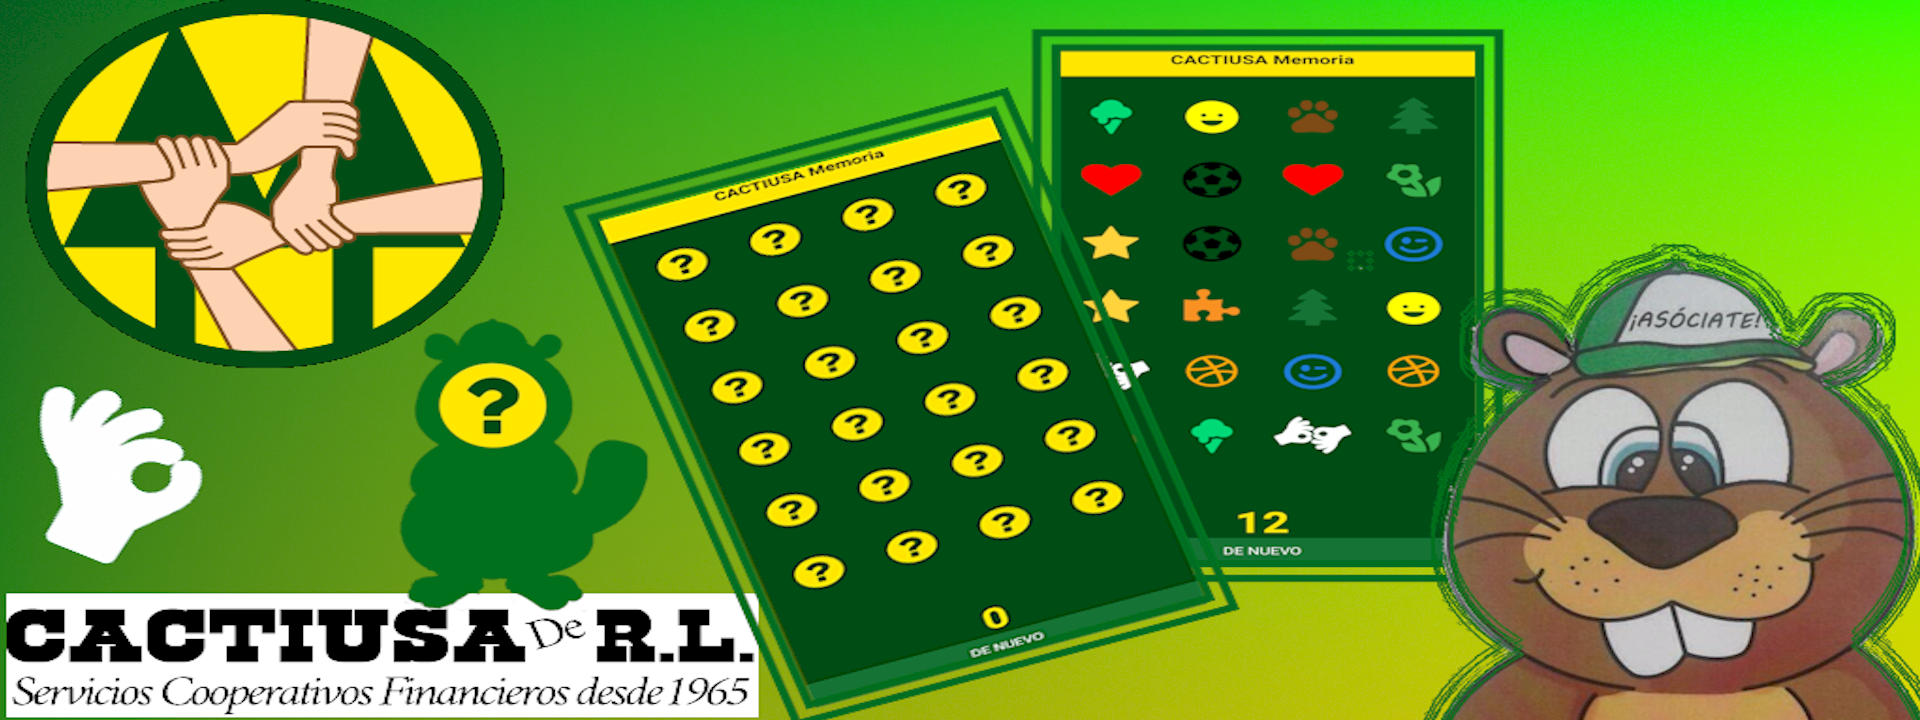 CACTIUSA Memoria
12
DE NUEVO
CACTIUSA Memoria
? ? ? ?
? ? ? ?
? ? ? ?
? ? ? ?
? ? ? ?
? ? ? ?
0
DE NUEVO
¡ASÓCIATE!
?
CACTIUSA De R.L.
Servicios Cooperativos Financieros desde 1965